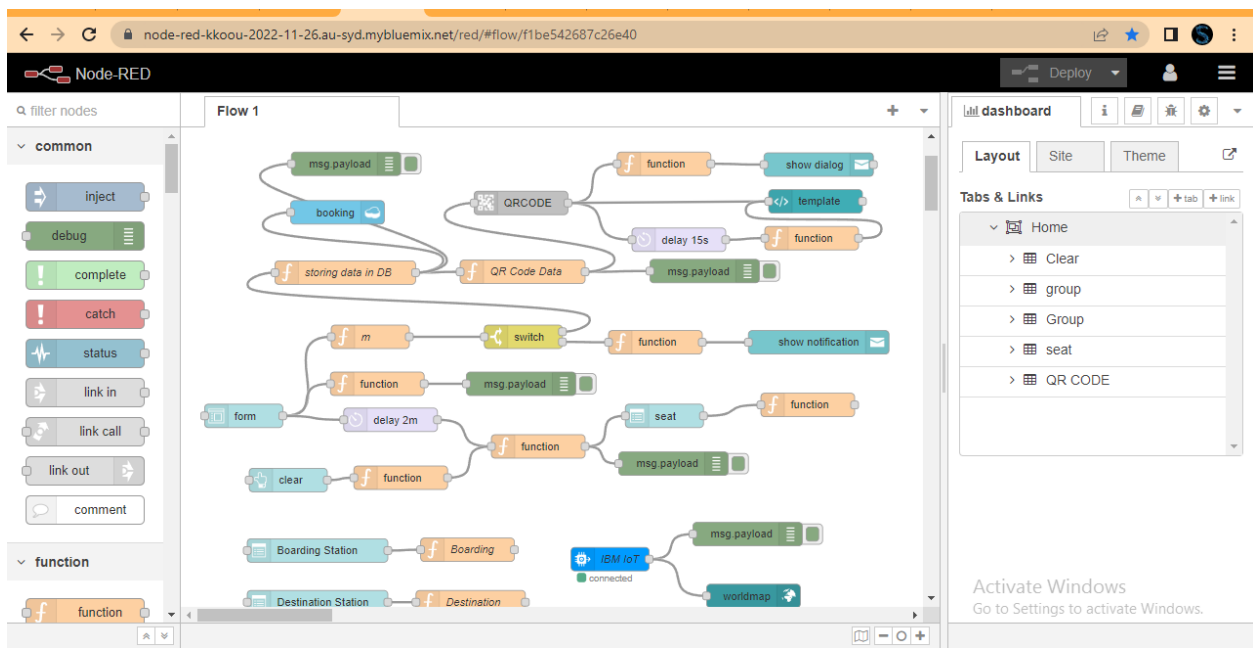 node-red-kkoou-2022-11-26.au-syd.mybluemix.net/red/#flow/f1be542687c26e40
Node-RED
Deploy
filter nodes
common
inject
debug
complete
catch
status
link in
link call
link out
comment
function
function
Flow 1
msg.payload
function
show dialog
booking
QRCODE
template
delay 15s
function
storing data in DB
QR Code Data
msg.payload
m
switch
function
show notification
function
msg.payload
form
delay 2m
seat
function
function
msg.payload
clear
function
Boarding Station
Boarding
IBM IoT
connected
msg.payload
Destination Station
Destination
worldmap
dashboard
i
Layout
Site
Theme
Tabs & Links
+ tab
+ link
Home
Clear
group
Group
seat
QR CODE
Activate Windows
Go to Settings to activate Windows.